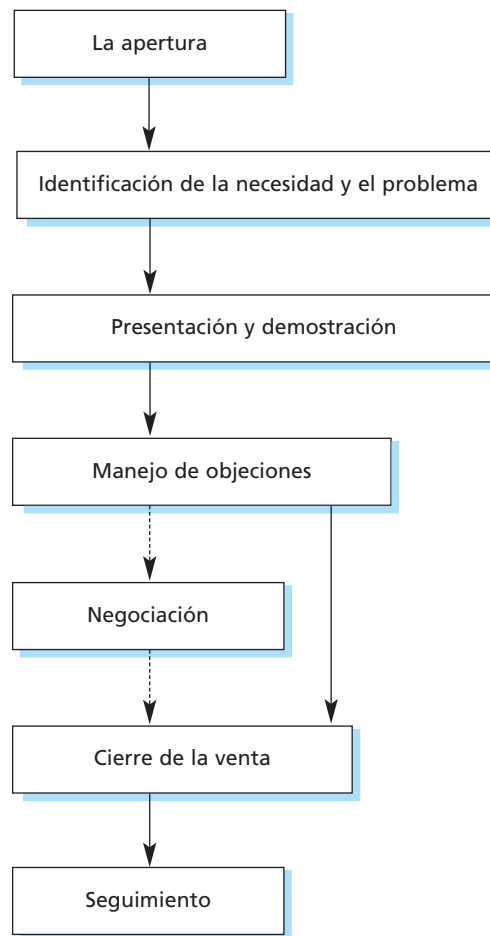 La apertura
Identificación de la necesidad y el problema
Presentación y demostración
Manejo de objeciones
Negociación
Cierre de la venta
Seguimiento